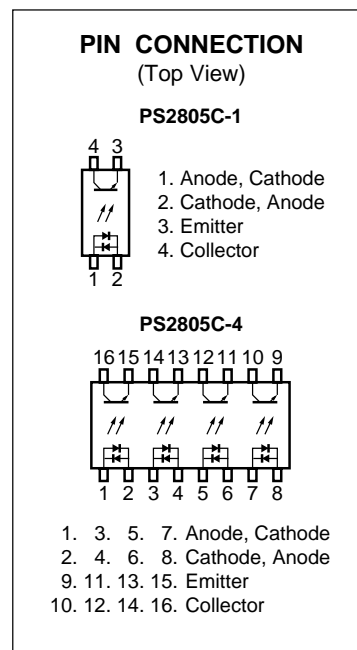 PIN CONNECTION
(Top View)
PS2805C-1
4 3
1. Anode, Cathode
2. Cathode, Anode
3. Emitter
4. Collector
1 2
PS2805C-4
16 15 14 13 12 11 10 9
1 2 3 4 5 6 7 8
1. 3. 5. 7. Anode, Cathode
2. 4. 6. 8. Cathode, Anode
9. 11. 13. 15. Emitter
10. 12. 14. 16. Collector